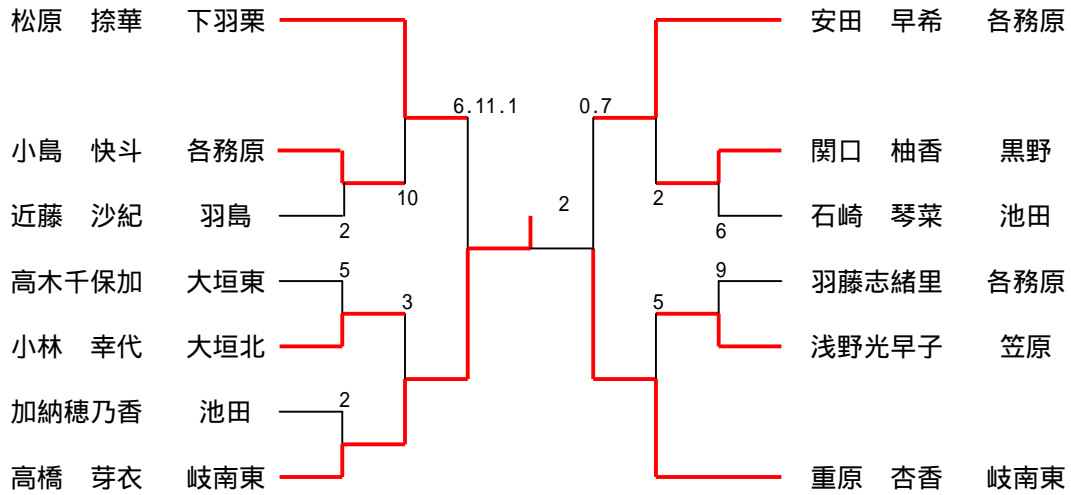 松原　捺華　下羽栗
安田　早希　各務原
6.11.1
0.7
小島　快斗　各務原
関口　柚香　黒野
10
2
2
近藤　沙紀　羽島
石崎　琴菜　池田
2
6
高木千保加　大垣東
5
9
羽藤志緒里　各務原
3
5
小林　幸代　大垣北
浅野光早子　笠原
加納穂乃香　池田
2
高橋　芽衣　岐南東
重原　杏香　岐南東